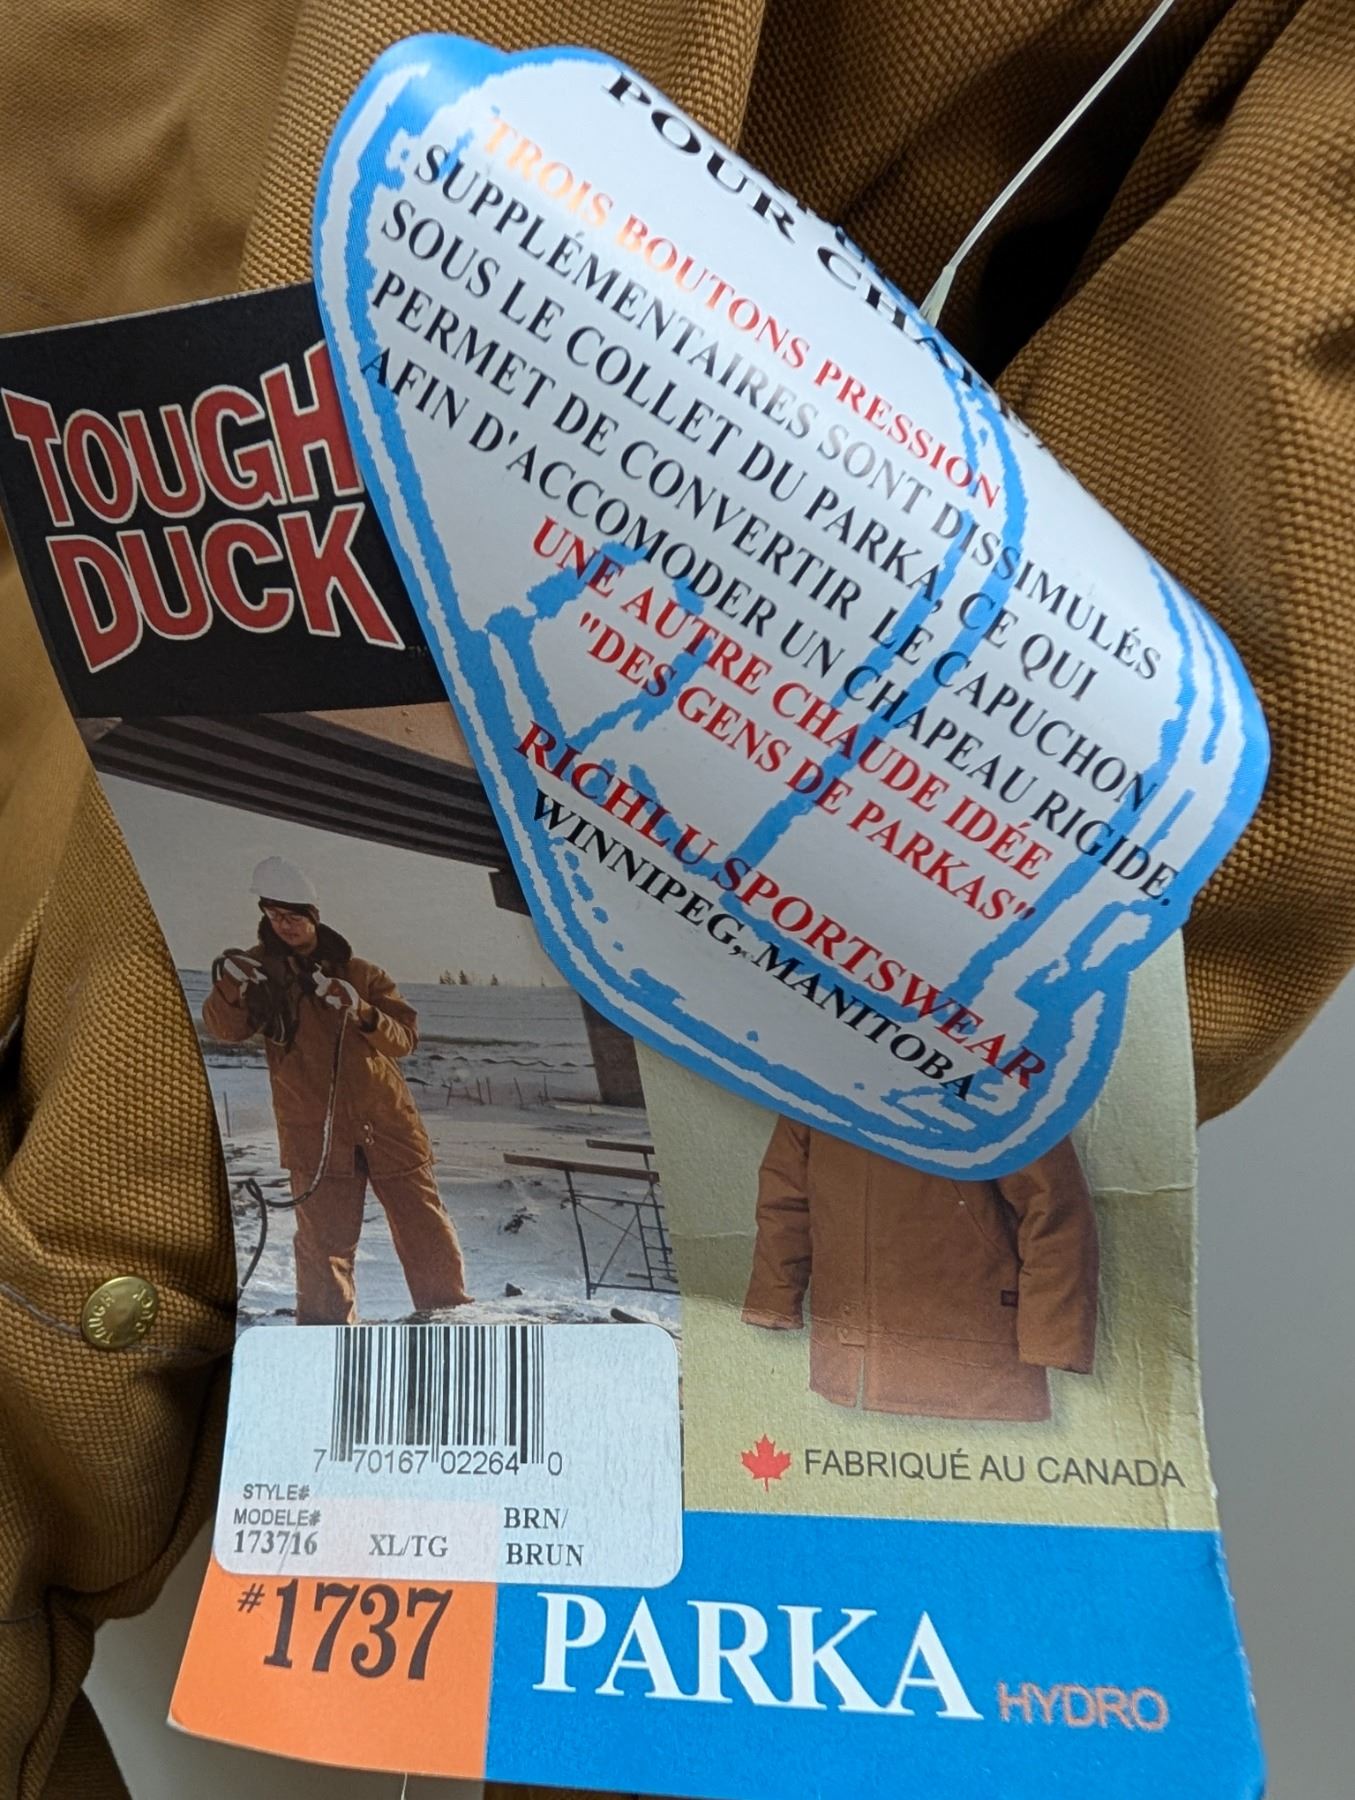 POUR CHA
TROIS BOUTONS PRESSION
SUPPLÉMENTAIRES SONT DISSIMULÉS
SOUS LE COLLET DU PARKA, CE QUI
PERMET DE CONVERTIR LE CAPUCHON
AFIN D'ACCOMODER UN CHAPEAU RIGIDE.
UNE AUTRE CHAUDE IDÉE
"DES GENS DE PARKAS"
RICHLU SPORTSWEAR
WINNIPEG, MANITOBA
TOUGH
DUCK
7 70167 02264 0
STYLE#
MODELE#
173716 XL/TG BRN/
BRUN
FABRIQUÉ AU CANADA
#1737
PARKA HYDRO